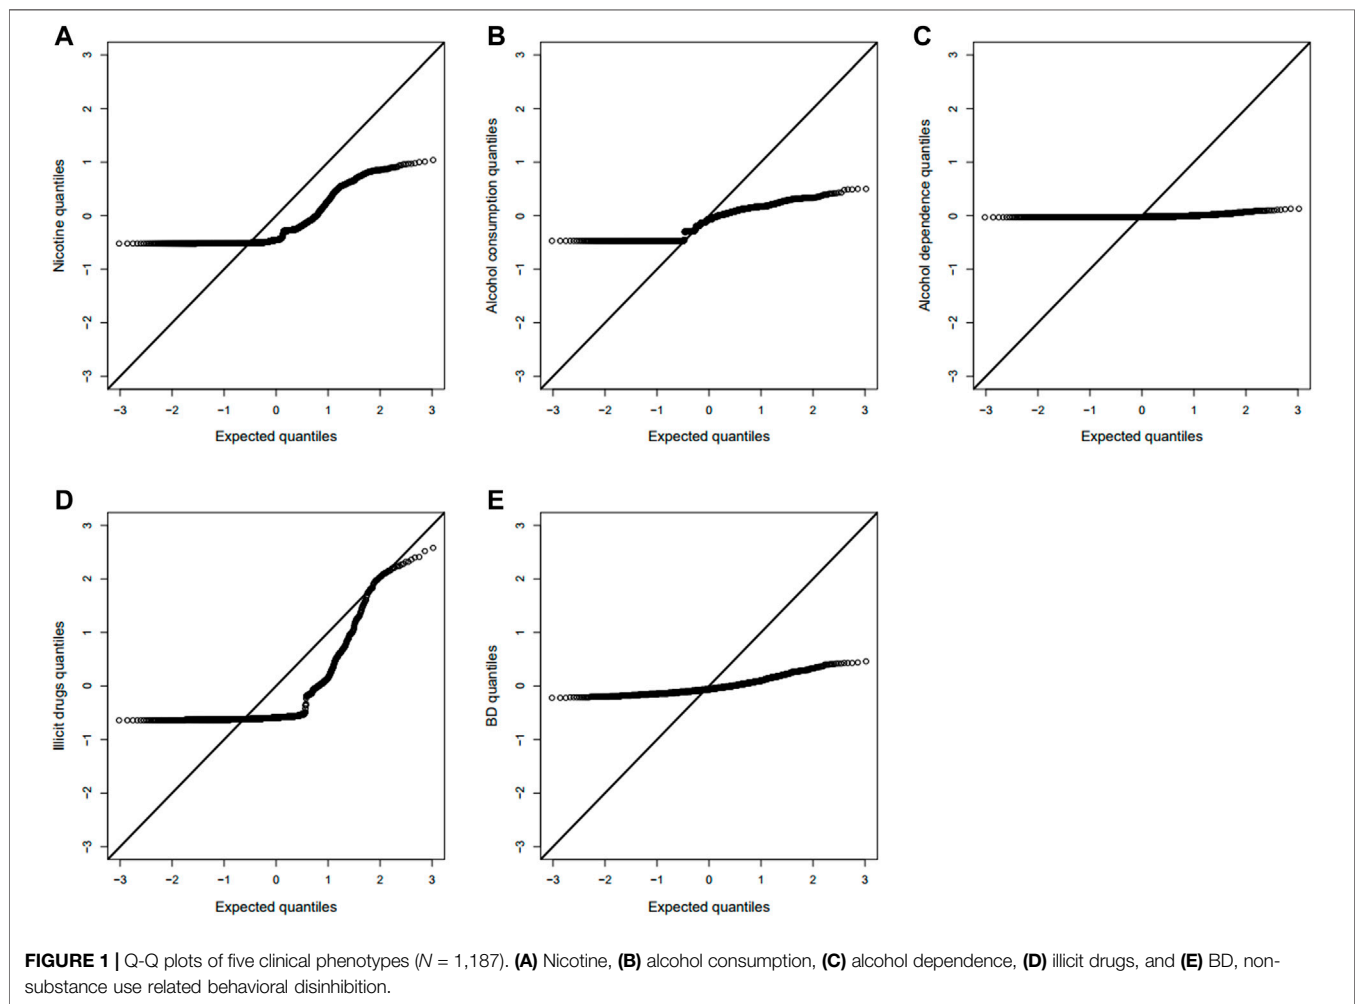 A
3
2
1
0
−1
−2
−3
Nicotine quantiles
−3 −2 −1 0 1 2 3
Expected quantiles
B
3
2
1
0
−1
−2
−3
Alcohol consumption quantiles
−3 −2 −1 0 1 2 3
Expected quantiles
C
3
2
1
0
−1
−2
−3
Alcohol dependence quantiles
−3 −2 −1 0 1 2 3
Expected quantiles
D
3
2
1
0
−1
−2
−3
Illicit drugs quantiles
−3 −2 −1 0 1 2 3
Expected quantiles
E
3
2
1
0
−1
−2
−3
BD quantiles
−3 −2 −1 0 1 2 3
Expected quantiles
FIGURE 1 | Q-Q plots of five clinical phenotypes (N = 1,187). (A) Nicotine, (B) alcohol consumption, (C) alcohol dependence, (D) illicit drugs, and (E) BD, non-
substance use related behavioral disinhibition.